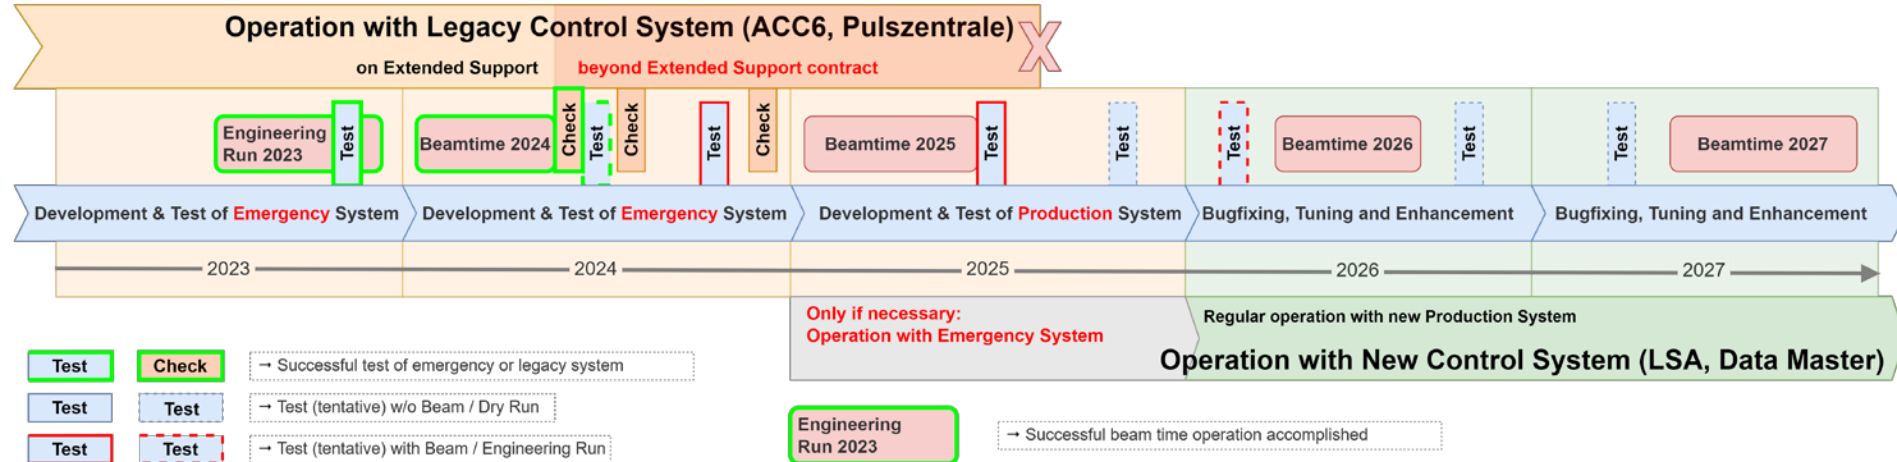 Operation with Legacy Control System (ACC6, Pulszentrale)
X
on Extended Support
beyond Extended Support contract
Engineering
Run 2023
Test
Beamtime 2024
Check
Test
Check
Test
Check
Beamtime 2025
Test
Test
Test
Beamtime 2026
Test
Test
Beamtime 2027
Development & Test of Emergency System
Development & Test of Emergency System
Development & Test of Production System
Bugfixing, Tuning and Enhancement
Bugfixing, Tuning and Enhancement
2023
2024
2025
2026
2027
Only if necessary:
Operation with Emergency System
Regular operation with new Production System
Operation with New Control System (LSA, Data Master)
Test
Check
→ Successful test of emergency or legacy system
Test
Test
→ Test (tentative) w/o Beam / Dry Run
Test
Test
→ Test (tentative) with Beam / Engineering Run
Engineering
Run 2023
→ Successful beam time operation accomplished